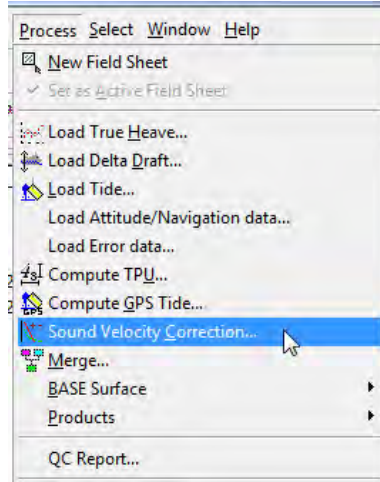 Process Select Window Help
New Field Sheet
Set as Active Field Sheet
Load True Heave...
Load Delta Draft...
Load Tide...
Load Attitude/Navigation data...
Load Error data...
Compute TPU...
Compute GPS Tide...
Sound Velocity Correction...
Merge...
BASE Surface
Products
QC Report...